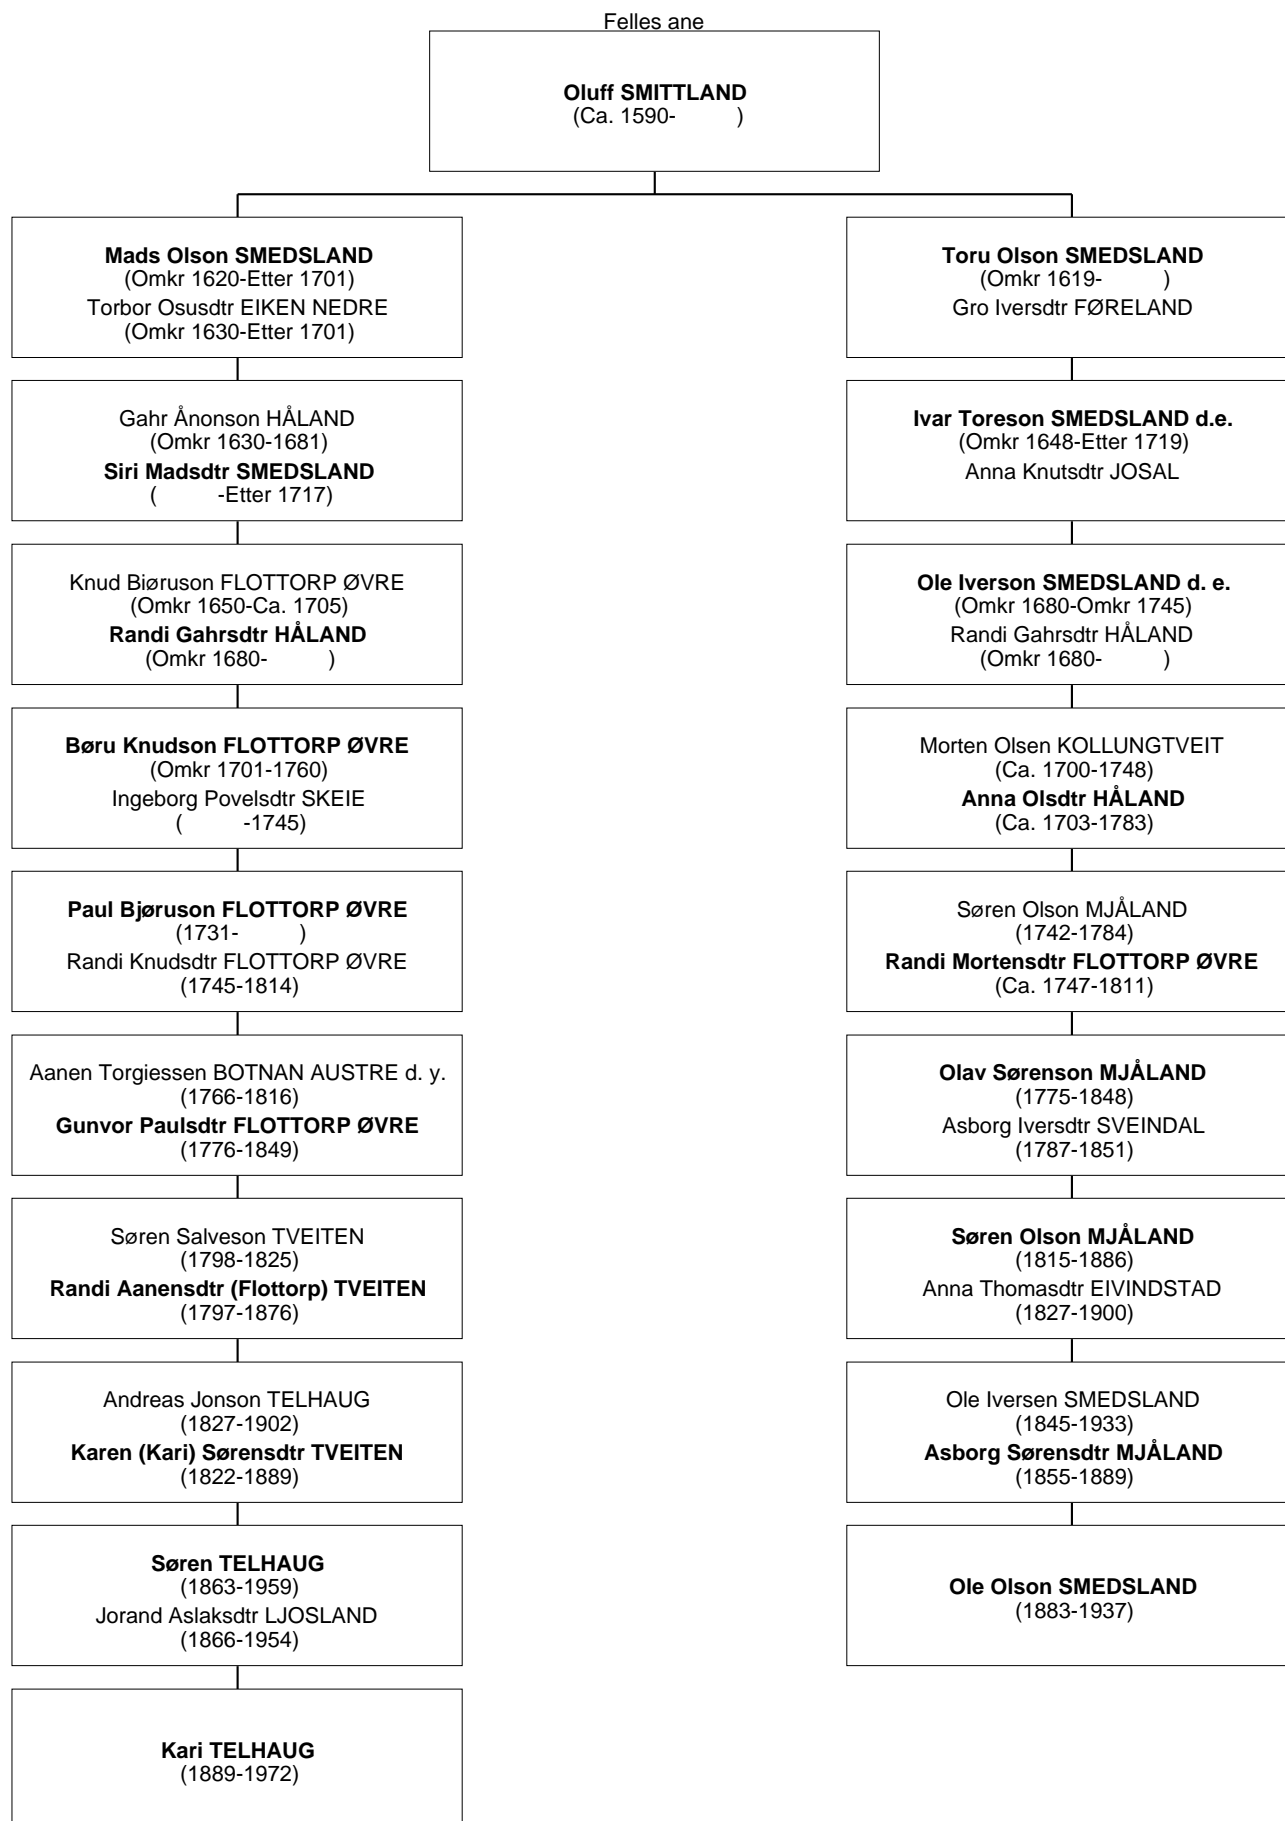 Felles ane
Oluff SMITTLAND
(Ca. 1590- )
Mads Olson SMEDSLAND
(Omkr 1620-Etter 1701)
Torbor Osusdtr EIKEN NEDRE
(Omkr 1630-Etter 1701)
Gahr Ånonson HÅLAND
(Omkr 1630-1681)
Siri Madsdtr SMEDSLAND
( -Etter 1717)
Knud Biøruson FLOTTORP ØVRE
(Omkr 1650-Ca. 1705)
Randi Gahrsdtr HÅLAND
(Omkr 1680- )
Børu Knudson FLOTTORP ØVRE
(Omkr 1701-1760)
Ingeborg Povelsdtr SKEIE
( -1745)
Paul Bjøruson FLOTTORP ØVRE
(1731- )
Randi Knudsdtr FLOTTORP ØVRE
(1745-1814)
Aanen Torgiessen BOTNAN AUSTRE d. y.
(1766-1816)
Gunvor Paulsdtr FLOTTORP ØVRE
(1776-1849)
Søren Salveson TVEITEN
(1798-1825)
Randi Aanensdtr (Flottorp) TVEITEN
(1797-1876)
Andreas Jonson TELHAUG
(1827-1902)
Karen (Kari) Sørensdtr TVEITEN
(1822-1889)
Søren TELHAUG
(1863-1959)
Jorand Aslaksdtr LJOSLAND
(1866-1954)
Kari TELHAUG
(1889-1972)
Toru Olson SMEDSLAND
(Omkr 1619- )
Gro Iversdtr FØRELAND
Ivar Toreson SMEDSLAND d.e.
(Omkr 1648-Etter 1719)
Anna Knutsdtr JOSAL
Ole Iverson SMEDSLAND d. e.
(Omkr 1680-Omkr 1745)
Randi Gahrsdtr HÅLAND
(Omkr 1680- )
Morten Olsen KOLLUNGTVEIT
(Ca. 1700-1748)
Anna Olsdtr HÅLAND
(Ca. 1703-1783)
Søren Olson MJÅLAND
(1742-1784)
Randi Mortensdtr FLOTTORP ØVRE
(Ca. 1747-1811)
Olav Sørenson MJÅLAND
(1775-1848)
Asborg Iversdtr SVEINDAL
(1787-1851)
Søren Olson MJÅLAND
(1815-1886)
Anna Thomasdtr EIVINDSTAD
(1827-1900)
Ole Iversen SMEDSLAND
(1845-1933)
Asborg Sørensdtr MJÅLAND
(1855-1889)
Ole Olson SMEDSLAND
(1883-1937)